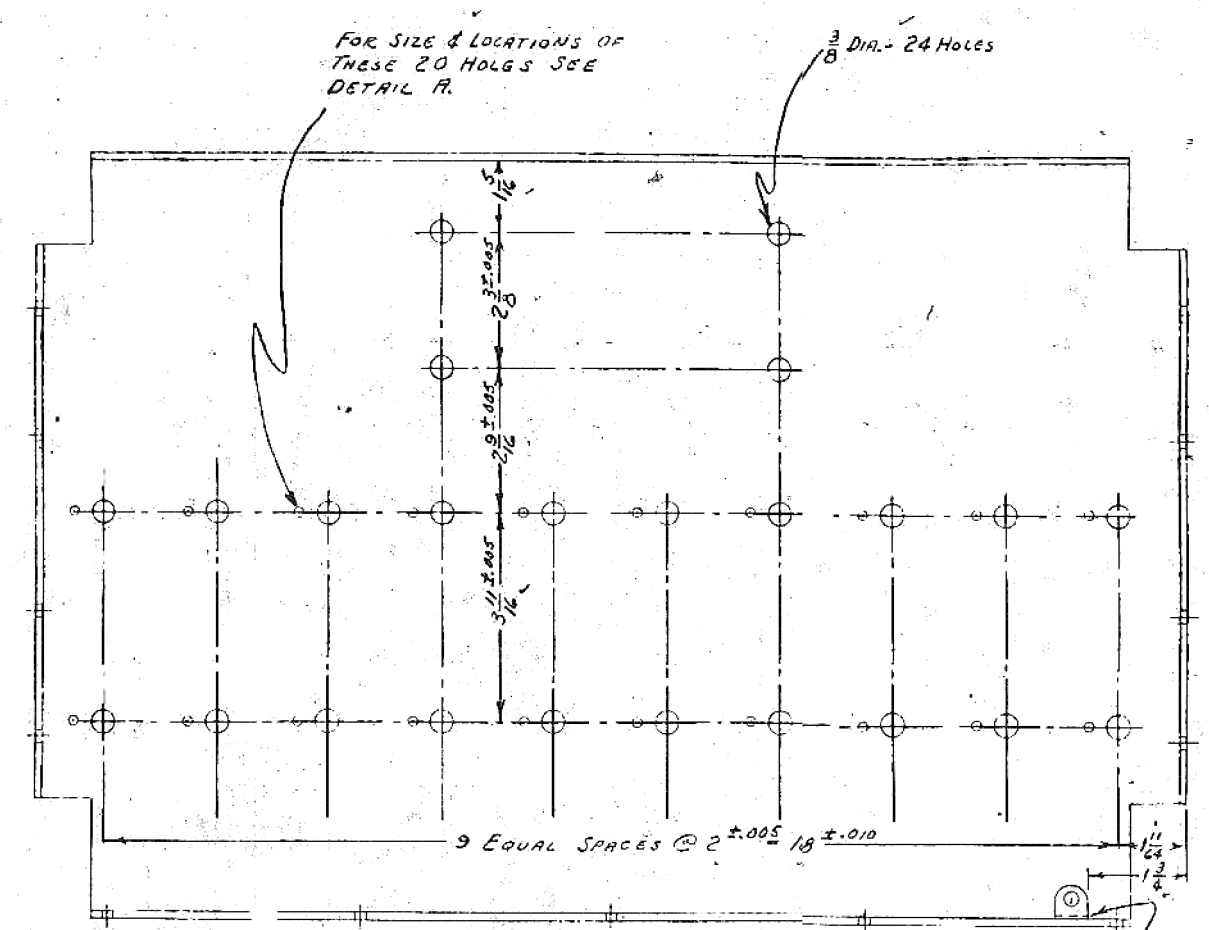 FOR SIZE & LOCATIONS OF
THESE 20 HOLES SEE
DETAIL A.
3/8 DIA. - 24 HOLES
1 5/16
2 3/8 ±.005
2 9/16 ±.005
3 11/16 ±.005
9 EQUAL SPACES @ 2 ±.005 = 18 ±.010
1 11/64
1 3/4